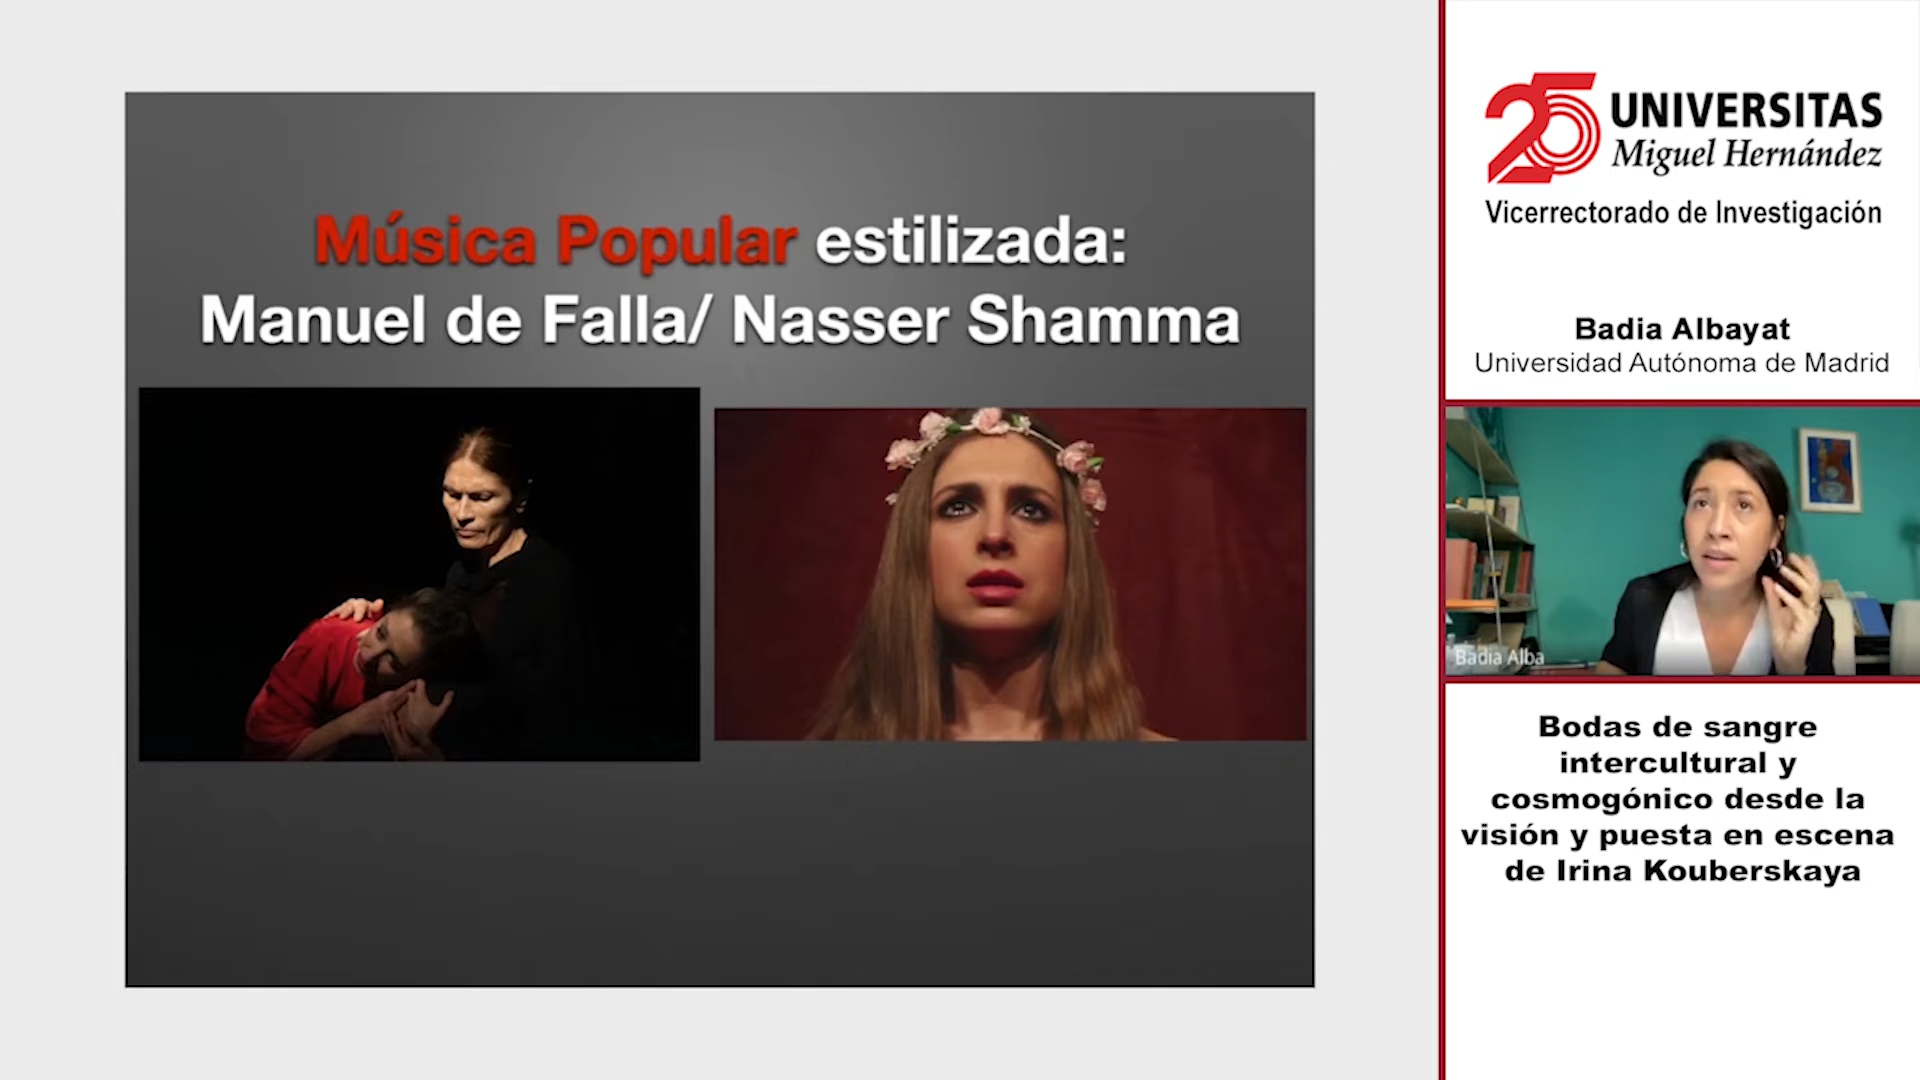 Música Popular estilizada:
Manuel de Falla/ Nasser Shamma
25 UNIVERSITAS
Miguel Hernández
Vicerrectorado de Investigación
Badia Albayat
Universidad Autónoma de Madrid
Badia Alba
Bodas de sangre
intercultural y
cosmogónico desde la
visión y puesta en escena
de Irina Kouberskaya